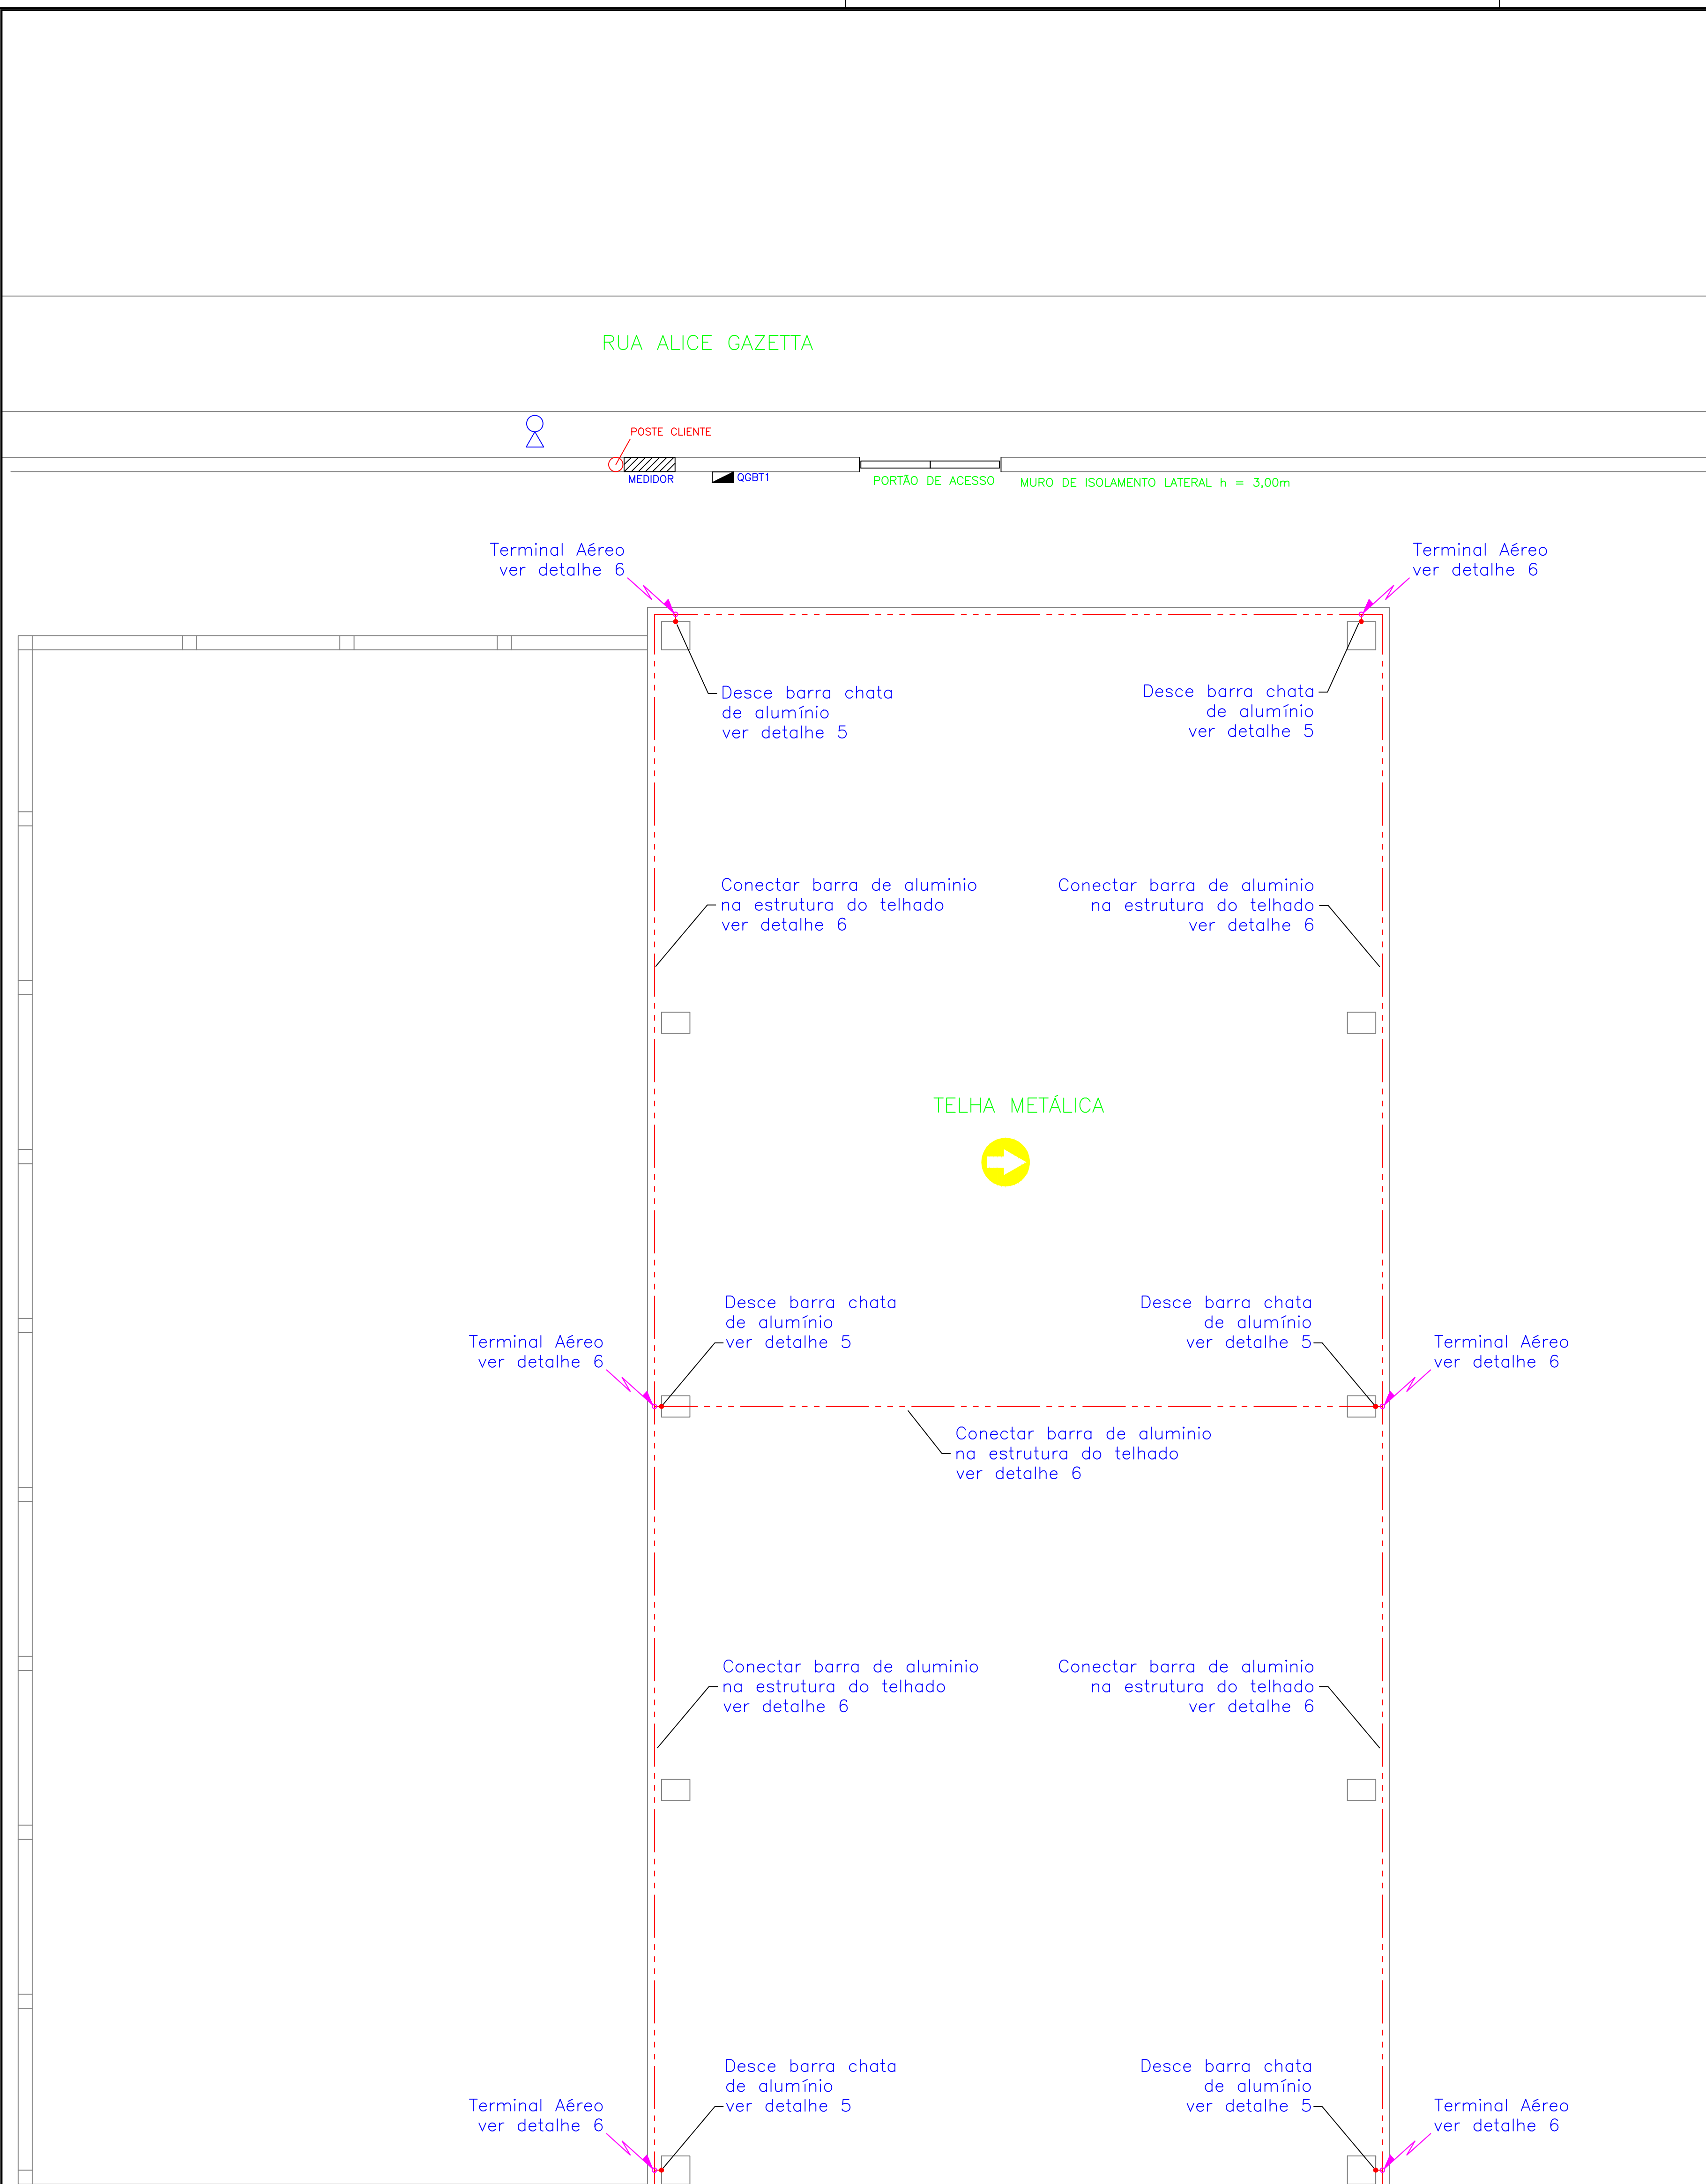 RUA ALICE GAZETTA
POSTE CLIENTE
MEDIDOR
QGBT1
PORTÃO DE ACESSO
MURO DE ISOLAMENTO LATERAL h = 3,00m
Terminal Aéreo
ver detalhe 6
Terminal Aéreo
ver detalhe 6
Desce barra chata
de alumínio
ver detalhe 5
Desce barra chata
de alumínio
ver detalhe 5
Conectar barra de aluminio
na estrutura do telhado
ver detalhe 6
Conectar barra de aluminio
na estrutura do telhado
ver detalhe 6
TELHA METÁLICA
Terminal Aéreo
ver detalhe 6
Desce barra chata
de alumínio
ver detalhe 5
Desce barra chata
de alumínio
ver detalhe 5
Terminal Aéreo
ver detalhe 6
Conectar barra de aluminio
na estrutura do telhado
ver detalhe 6
Conectar barra de aluminio
na estrutura do telhado
ver detalhe 6
Conectar barra de aluminio
na estrutura do telhado
ver detalhe 6
Terminal Aéreo
ver detalhe 6
Desce barra chata
de alumínio
ver detalhe 5
Desce barra chata
de alumínio
ver detalhe 5
Terminal Aéreo
ver detalhe 6